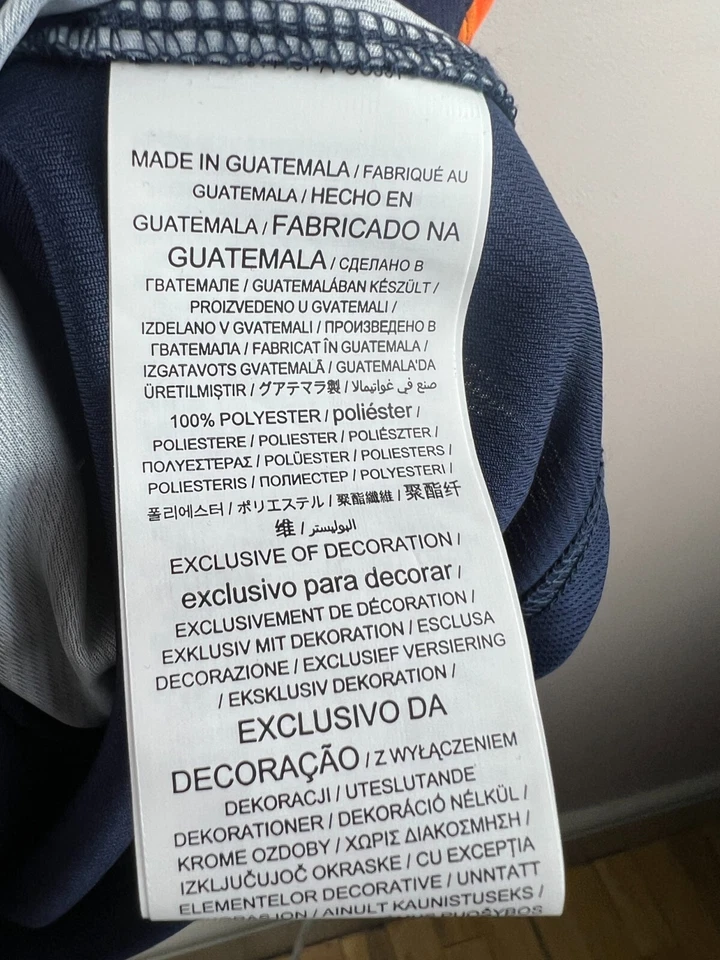 MADE IN GUATEMALA / FABRIQUÉ AU
GUATEMALA / HECHO EN
GUATEMALA / FABRICADO NA
GUATEMALA / СДЕЛАНО В
ГВАТЕМАЛЕ / GUATEMALÁBAN KÉSZÜLT /
PROIZVEDENO U GVATEMALI /
IZDELANO V GVATEMALI / ПРОИЗВЕДЕНО В
ГВАТЕМАЛА / FABRICAT ÎN GUATEMALA /
IZGATAVOTS GVATEMALĀ / GUATEMALA'DA
ÜRETILMIŞTIR / グアテマラ製 / صنع في غواتيمالا
100% POLYESTER / poliéster /
POLIESTERE / POLIESTER / POLIÉSZTER /
ΠΟΛΥΕΣΤΕΡΑΣ / POLÜESTER / POLIESTERS /
POLIESTERIS / ПОЛИЕСТЕР / POLYESTERI /
폴리에스터 / ポリエステル / 聚酯纖維 / 聚酯纤
维 / البوليستر
EXCLUSIVE OF DECORATION /
exclusivo para decorar /
EXCLUSIVEMENT DE DÉCORATION /
EXKLUSIV MIT DEKORATION / ESCLUSA
DECORAZIONE / EXCLUSIEF VERSIERING
/ EKSKLUSIV DEKORATION /
EXCLUSIVO DA
DECORAÇÃO / Z WYŁĄCZENIEM
DEKORACJI / UTESLUTANDE
DEKORATIONER / DEKORÁCIÓ NÉLKÜL /
KROME OZDOBY / ΧΩΡΙΣ ΔΙΑΚΟΣΜΗΣΗ /
IZKLJUČUJOČ OKRASKE / CU EXCEPŢIA
ELEMENTELOR DECORATIVE / UNNTATT
/ AINULT KAUNISTUSEKS /
PUOŠYBOS